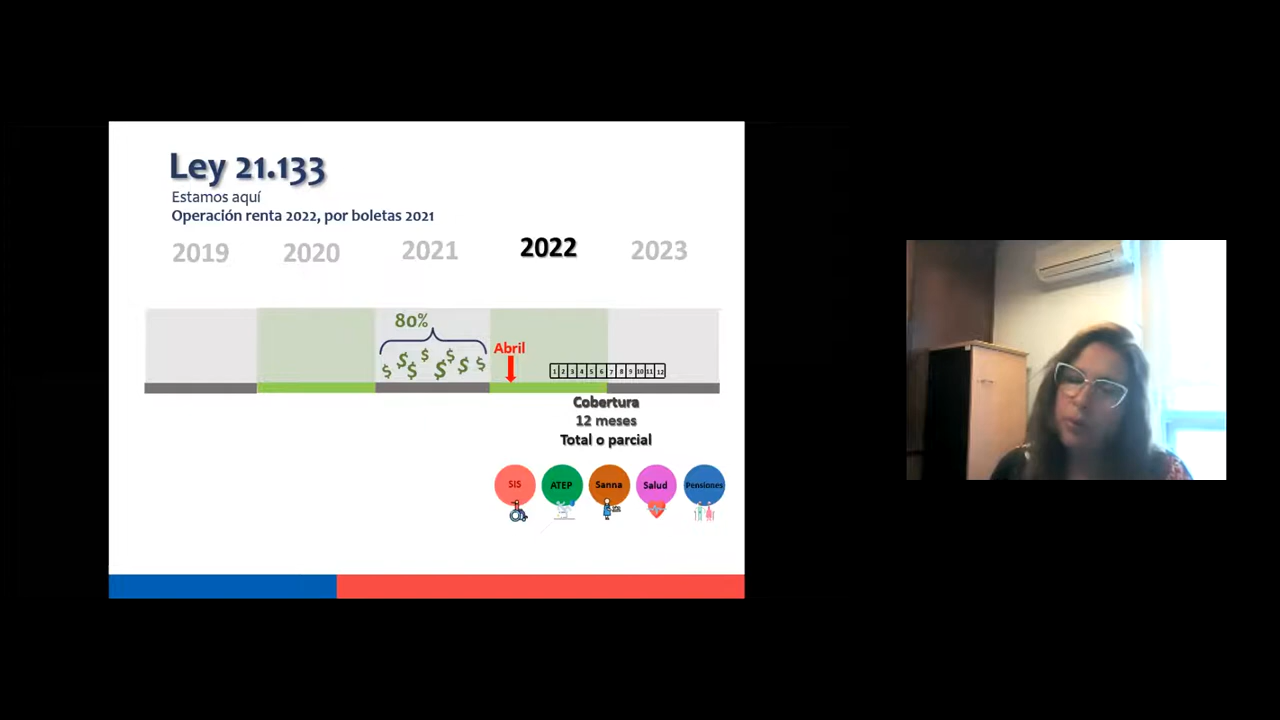 Ley 21.133
Estamos aquí
Operación renta 2022, por boletas 2021
2019 2020 2021 2022 2023
80%
$ $ $ $ $ $ $ $
Abril
1 2 3 4 5 6 7 8 9 10 11 12
Cobertura
12 meses
Total o parcial
SIS ATEP Sanna Salud Pensiones